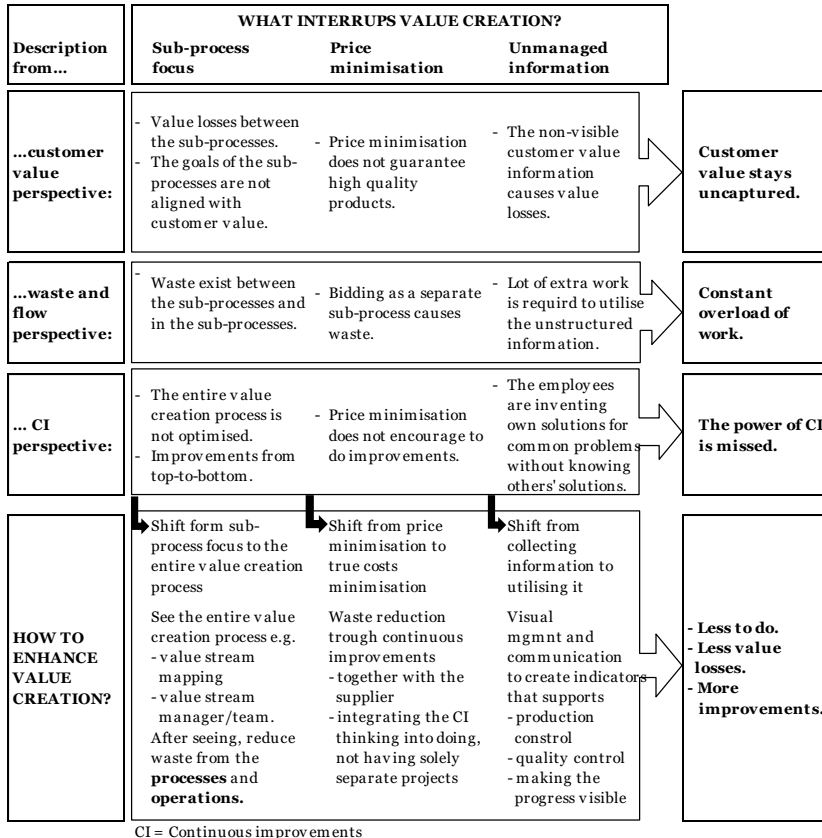 WHAT INTERRUPS VALUE CREATION?
Description
from...
Sub-process
focus
Price
minimisation
Unmanaged
information
...customer
value
perspective:
- Value losses between
the sub-processes.
- The goals of the sub-
processes are not
aligned with
customer value.
- Price minimisation
does not guarantee
high quality
products.
- The non-visible
customer value
information
causes value
losses.
Customer
value stays
uncaptured.
...waste and
flow
perspective:
-
Waste exist between
the sub-processes and
in the sub-processes.
- Bidding as a separate
sub-process causes
waste.
- Lot of extra work
is requird to utilise
the unstructured
information.
Constant
overload of
work.
... CI
perspective:
- The entire value
creation process is
not optimised.
- Improvements from
top-to-bottom.
- Price minimisation
does not encourage to
do improvements.
- The employees
are inventing
own solutions for
common problems
without knowing
others' solutions.
The power of CI
is missed.
HOW TO
ENHANCE
VALUE
CREATION?
Shift form sub-
process focus to the
entire value creation
process
See the entire value
creation process e.g.
- value stream
mapping
- value stream
manager/team.
After seeing, reduce
waste from the
processes and
operations.
Shift from price
minimisation to
true costs
minimisation
Waste reduction
trough continuous
improvements
- together with the
supplier
- integrating the CI
thinking into doing,
not having solely
separate projects
Shift from
collecting
information to
utilising it
Visual
mgmnt and
communication
to create indicators
that supports
- production
constrol
- quality control
- making the
progress visible
- Less to do.
- Less value
losses.
- More
improvements.
CI = Continuous improvements